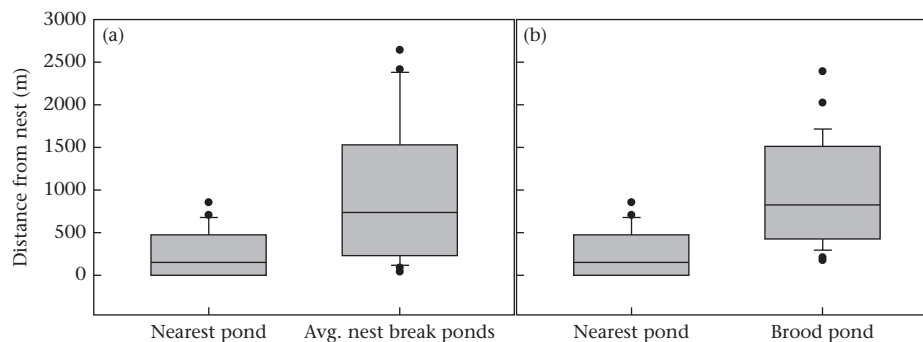 (a)
(b)
Distance from nest (m)
3000
2500
2000
1500
1000
500
0
Nearest pond
Avg. nest break ponds
Nearest pond
Brood pond